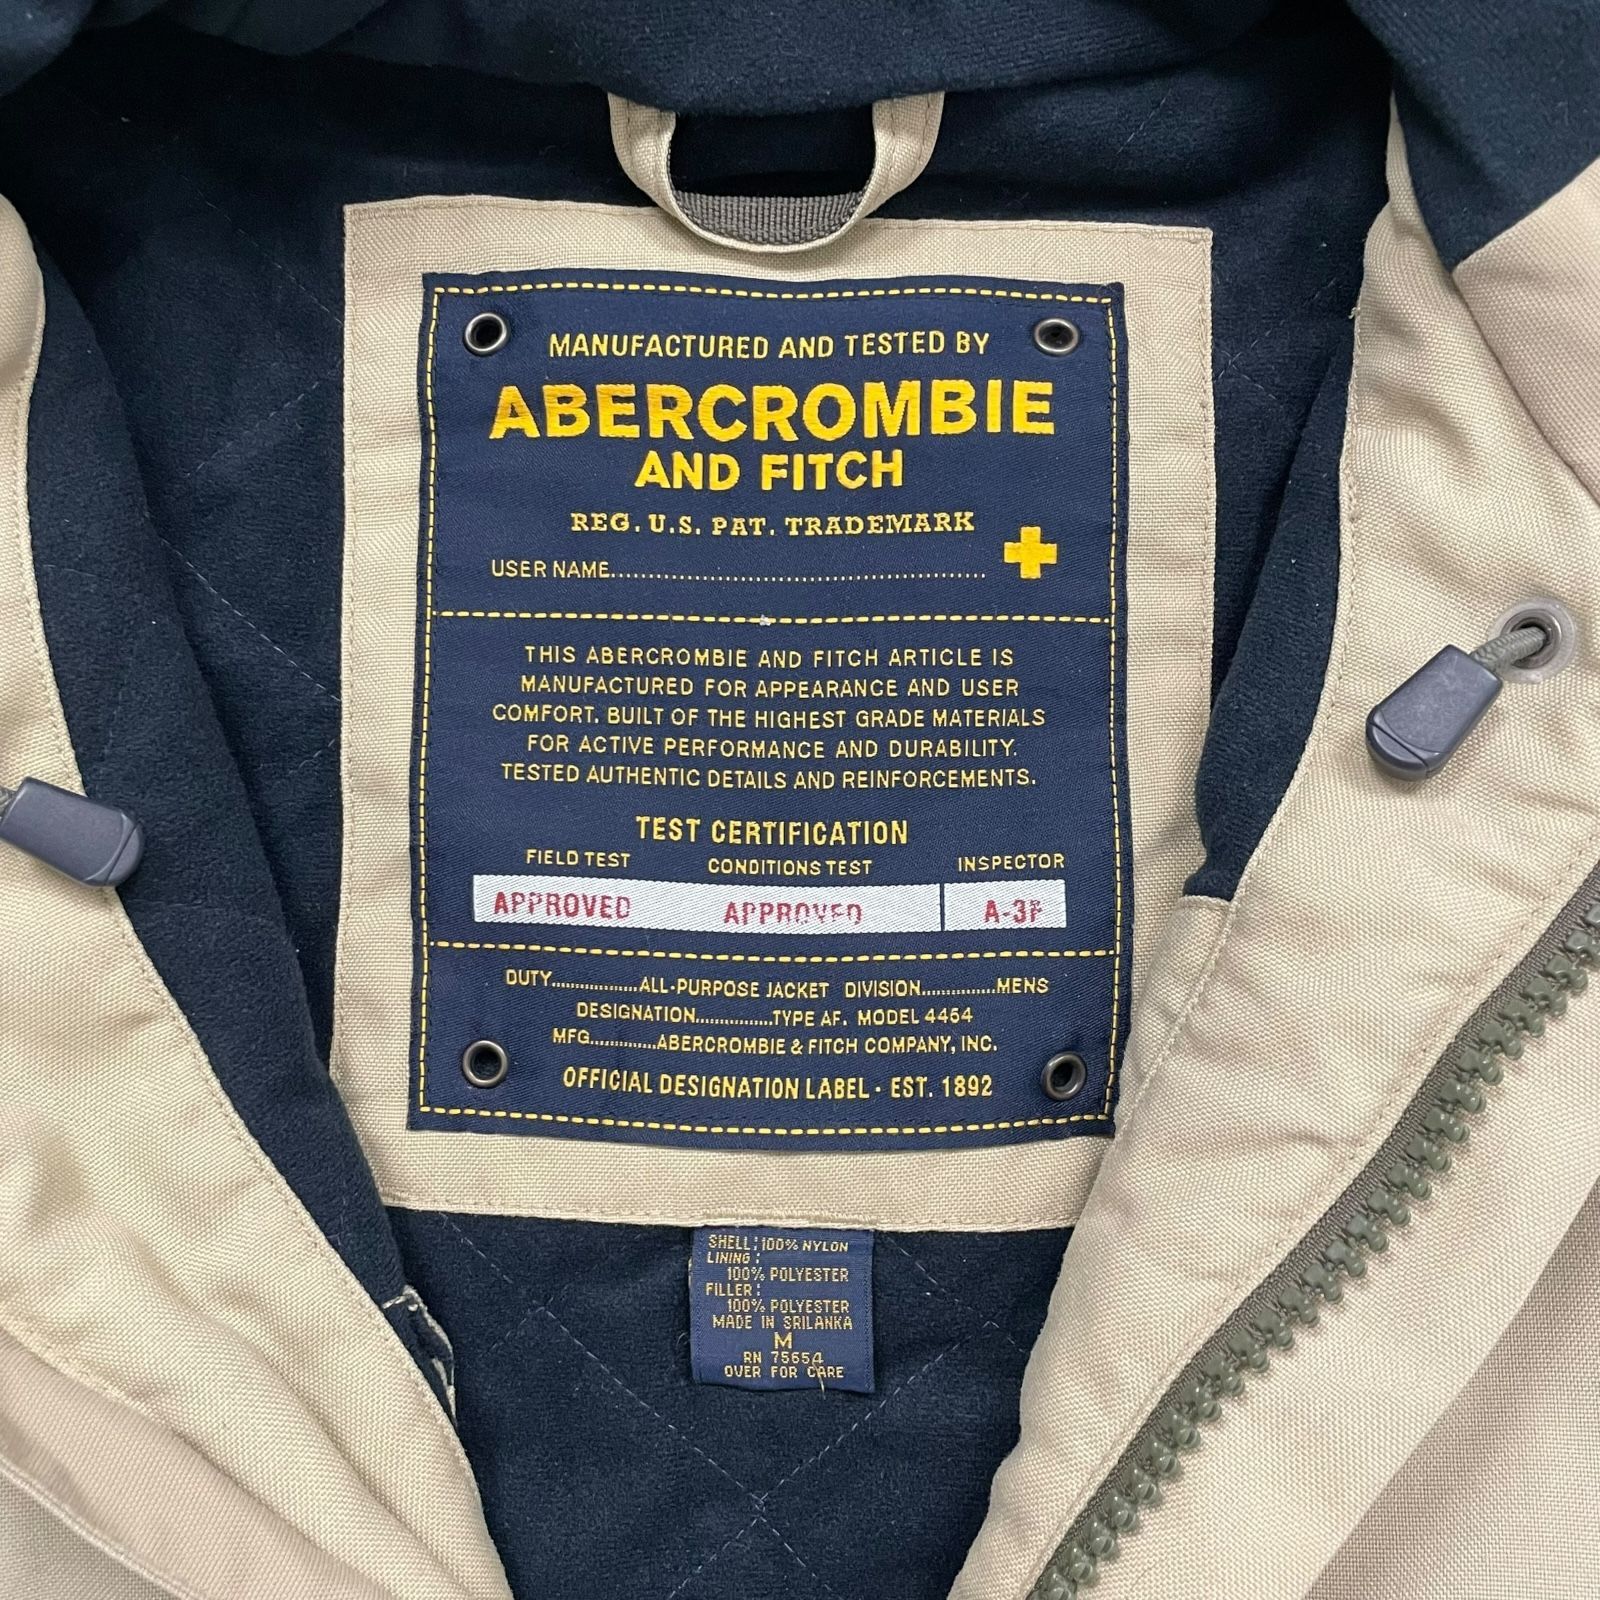 MANUFACTURED AND TESTED BY
ABERCROMBIE
AND FITCH
REG. U.S. PAT. TRADEMARK
USER NAME..................................................
THIS ABERCROMBIE AND FITCH ARTICLE IS
MANUFACTURED FOR APPEARANCE AND USER
COMFORT. BUILT OF THE HIGHEST GRADE MATERIALS
FOR ACTIVE PERFORMANCE AND DURABILITY.
TESTED AUTHENTIC DETAILS AND REINFORCEMENTS.
TEST CERTIFICATION
FIELD TEST CONDITIONS TEST INSPECTOR
APPROVED APPROVED A-3F
DUTY.................ALL-PURPOSE JACKET DIVISION...............MENS
DESIGNATION...............TYPE AF. MODEL 4464
MFG.............ABERCROMBIE & FITCH COMPANY, INC.
OFFICIAL DESIGNATION LABEL · EST. 1892
SHELL: 100% NYLON
LINING:
100% POLYESTER
FILLER:
100% POLYESTER
MADE IN SRILANKA
M
RN 75654
OVER FOR CARE